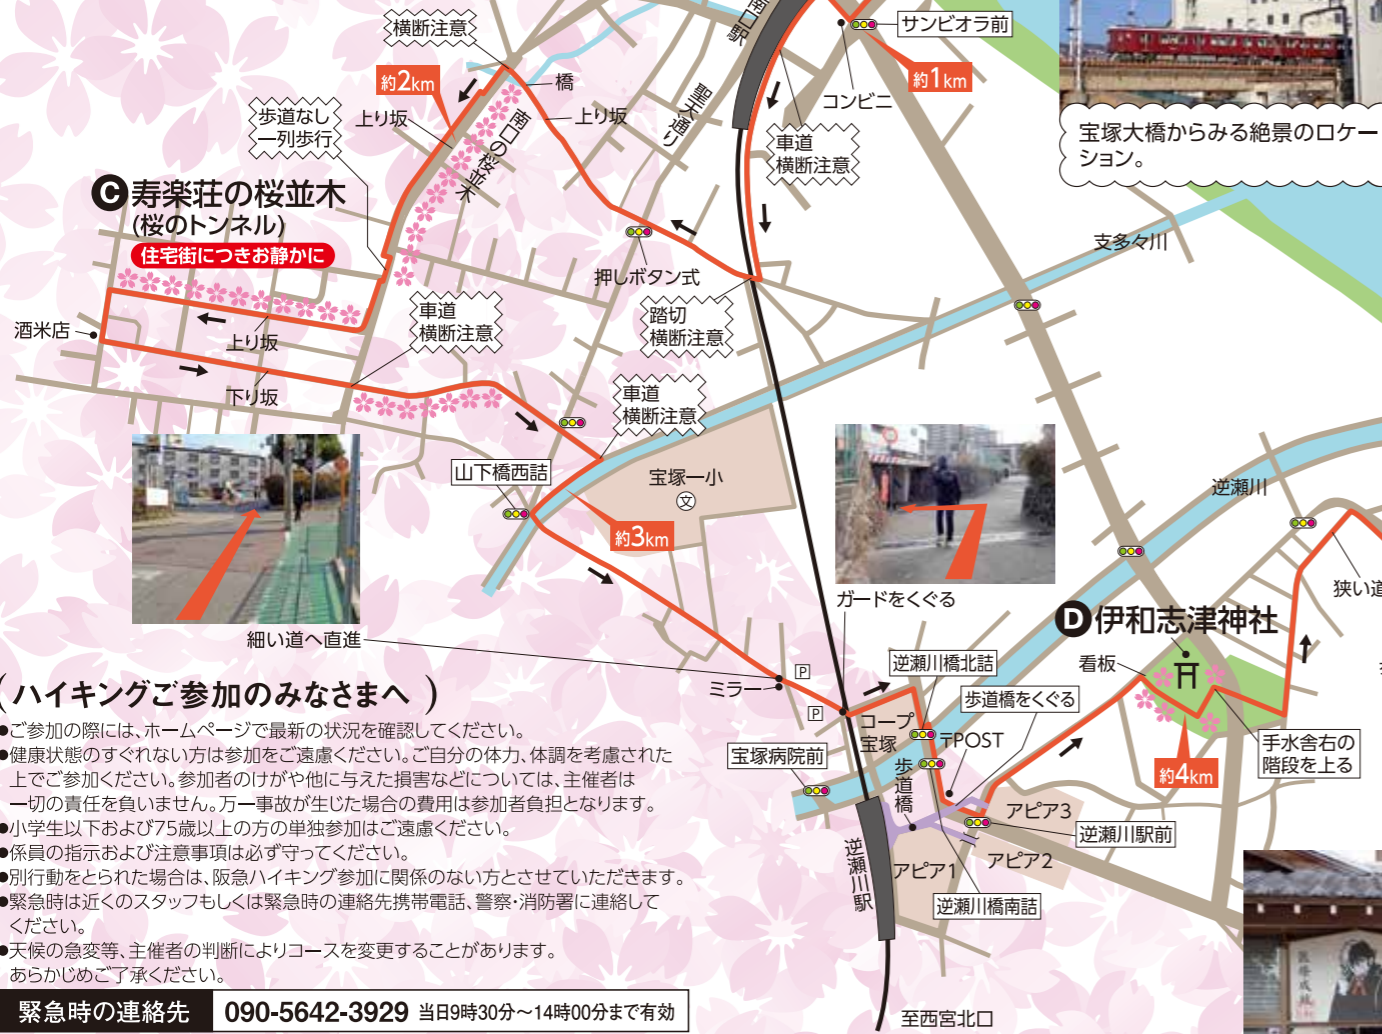 横断注意
約2km
橋
上り坂
上り坂
歩道なし
一列歩行
南口の桜並木
聖天通り
南口駅
サンビオラ前
コンビニ
約1km
車道
横断注意
宝塚大橋からみる絶景のロケー
ション。
C 寿楽荘の桜並木
(桜のトンネル)
住宅街につきお静かに
押しボタン式
踏切
横断注意
支多々川
酒米店
上り坂
下り坂
車道
横断注意
車道
横断注意
山下橋西詰
宝塚一小
文
約3km
逆瀬川
細い道へ直進
ガードをくぐる
狭い道
D 伊和志津神社
看板
ミラー
P
P
逆瀬川橋北詰
歩道橋をくぐる
コープ
宝塚
〒POST
宝塚病院前
歩道橋
約4km
手水舎右の
階段を上る
アピア3
逆瀬川駅前
アピア2
アピア1
逆瀬川駅
逆瀬川橋南詰
至西宮北口
(ハイキングご参加のみなさまへ)
●ご参加の際には、ホームページで最新の状況を確認してください。
●健康状態のすぐれない方は参加をご遠慮ください。ご自分の体力、体調を考慮された
上でご参加ください。参加者のけがや他に与えた損害などについては、主催者は
一切の責任を負いません。万一事故が生じた場合の費用は参加者負担となります。
●小学生以下および75歳以上の方の単独参加はご遠慮ください。
●係員の指示および注意事項は必ず守ってください。
●別行動をとられた場合は、阪急ハイキング参加に関係のない方とさせていただきます。
●緊急時は近くのスタッフもしくは緊急時の連絡先携帯電話、警察・消防署に連絡して
ください。
●天候の急変等、主催者の判断によりコースを変更することがあります。
あらかじめご了承ください。
緊急時の連絡先 090-5642-3929 当日9時30分～14時00分まで有効